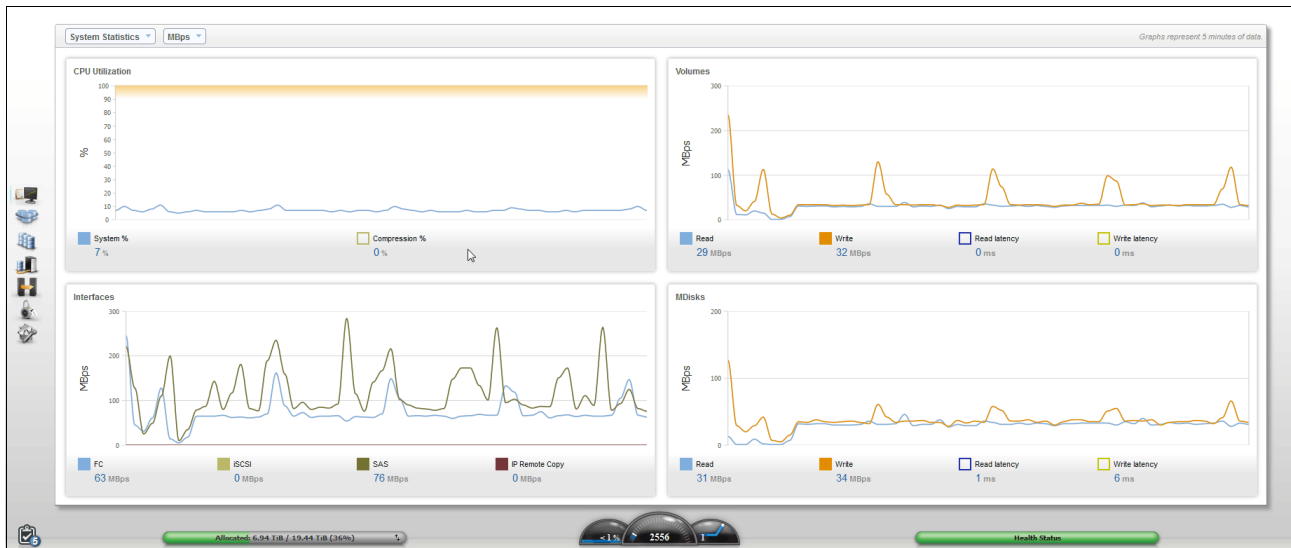 System Statistics MBps Graphs represent 5 minutes of data.
CPU Utilization
100
90
80
70
60
50
40
30
20
10
0
%
System %
7 %
Compression %
0 %
Volumes
300
200
100
0
MBps
Read
29 MBps
Write
32 MBps
Read latency
0 ms
Write latency
0 ms
Interfaces
300
200
100
0
MBps
FC
63 MBps
iSCSI
0 MBps
SAS
76 MBps
IP Remote Copy
0 MBps
MDisks
200
100
0
MBps
Read
31 MBps
Write
34 MBps
Read latency
1 ms
Write latency
6 ms
5
Allocated: 6.94 TiB / 19.44 TiB (36%)
<1% 2556 1
Health Status